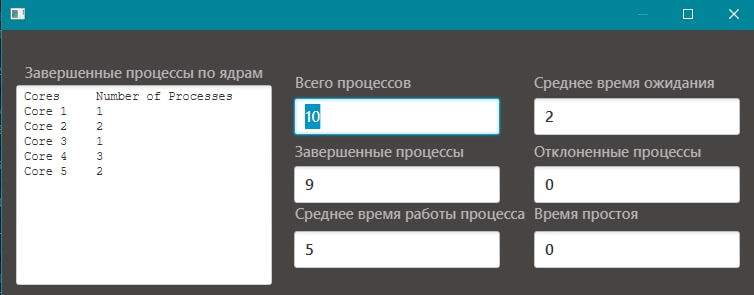 Завершенные процессы по ядрам
Cores Number of Processes
Core 1 1
Core 2 2
Core 3 1
Core 4 3
Core 5 2
Всего процессов
10
Завершенные процессы
9
Среднее время работы процесса
5
Среднее время ожидания
2
Отклоненные процессы
0
Время простоя
0